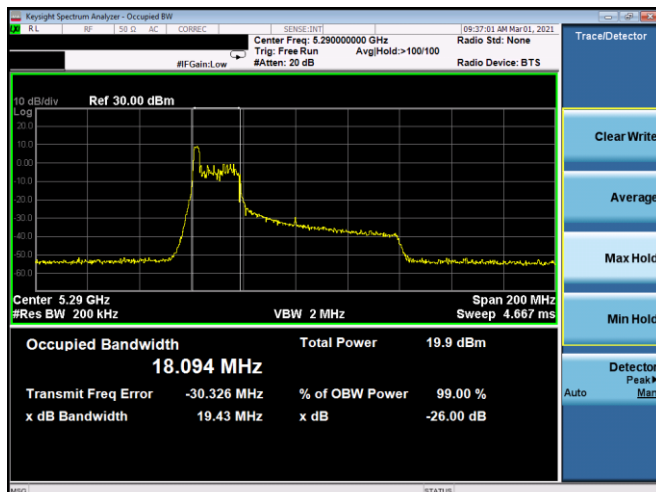 Keysight Spectrum Analyzer - Occupied BW
RL RF 50 Ω AC CORREC SENSE:INT 09:37:01 AM Mar 01, 2021
Center Freq: 5.290000000 GHz Radio Std: None
Trig: Free Run Avg|Hold:>100/100
#IFGain:Low #Atten: 20 dB Radio Device: BTS
Trace/Detector
10 dB/div Ref 30.00 dBm
Log
20.0
10.0
0.00
-10.0
-20.0
-30.0
-40.0
-50.0
-60.0
Center 5.29 GHz Span 200 MHz
#Res BW 200 kHz VBW 2 MHz Sweep 4.667 ms
Occupied Bandwidth Total Power 19.9 dBm
18.094 MHz
Transmit Freq Error -30.326 MHz % of OBW Power 99.00 %
x dB Bandwidth 19.43 MHz x dB -26.00 dB
Clear Write
Average
Max Hold
Min Hold
Detector
Peak▶
Auto Man
MSG STATUS